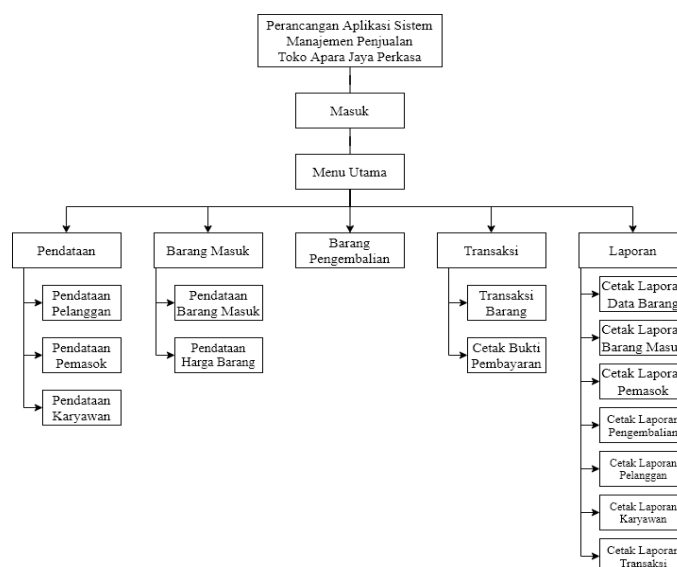 Perancangan Aplikasi Sistem
Manajemen Penjualan
Toko Apara Jaya Perkasa
Masuk
Menu Utama
Pendataan
Pendataan
Pelanggan
Pendataan
Pemasok
Pendataan
Karyawan
Barang Masuk
Pendataan
Barang Masuk
Pendataan
Harga Barang
Barang
Pengembalian
Transaksi
Transaksi
Barang
Cetak Bukti
Pembayaran
Laporan
Cetak Lapora
Data Barang
Cetak Lapora
Barang Masu
Cetak Lapora
Pemasok
Cetak Laporan
Pengembalian
Cetak Laporan
Pelanggan
Cetak Laporan
Karyawan
Cetak Laporan
Transaksi